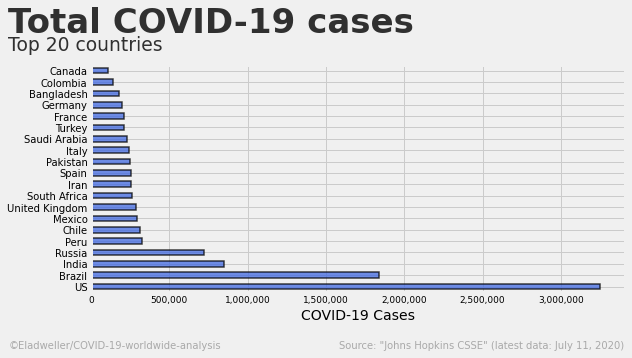 Total COVID-19 cases
Top 20 countries
Canada
Colombia
Bangladesh
Germany
France
Turkey
Saudi Arabia
Italy
Pakistan
Spain
Iran
South Africa
United Kingdom
Mexico
Chile
Peru
Russia
India
Brazil
US
0 500,000 1,000,000 1,500,000 2,000,000 2,500,000 3,000,000
COVID-19 Cases
©Eladweller/COVID-19-worldwide-analysis
Source: "Johns Hopkins CSSE" (latest data: July 11, 2020)